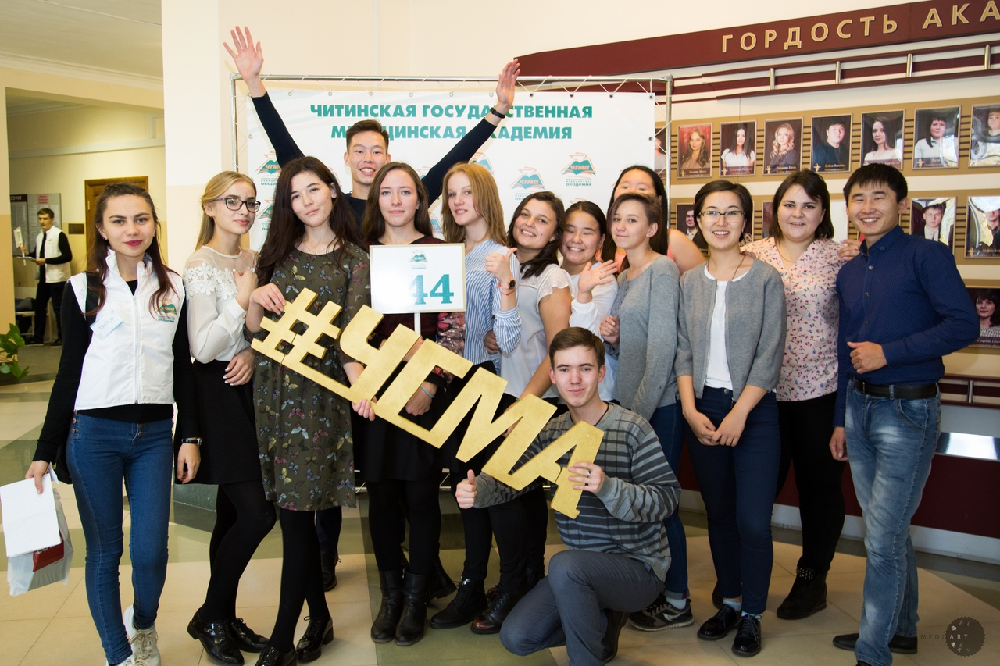 ГОРДОСТЬ АКА
ЧИТИНСКАЯ ГОСУДАРСТВЕННАЯ
МЕДИЦИНСКАЯ АКАДЕМИЯ
ЧГМА
44
#ЧГМА
MEDIART